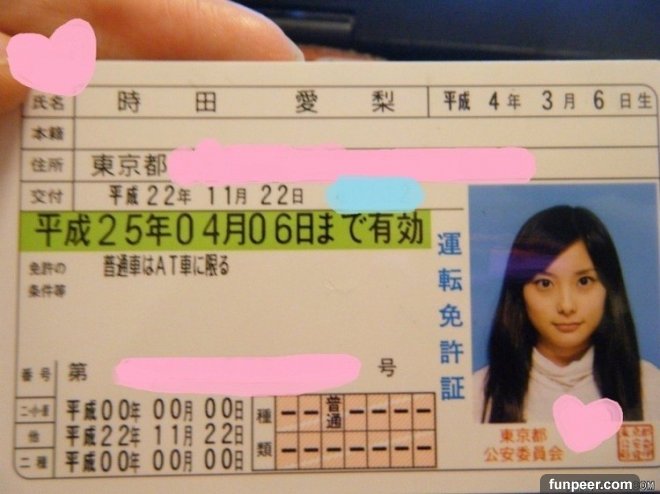 氏名 時田 愛梨 平成 4年 3月 6日生
本籍
住所 東京都
交付 平成22年11月22日
平成25年04月06日まで有効
免許の条件等 普通車はAT車に限る
運転免許証
番号 第 号
平成00年00月00日
他 平成22年11月22日
二種 平成00年00月00日
種類 普通
東京都
公安委員会
funpeer.com